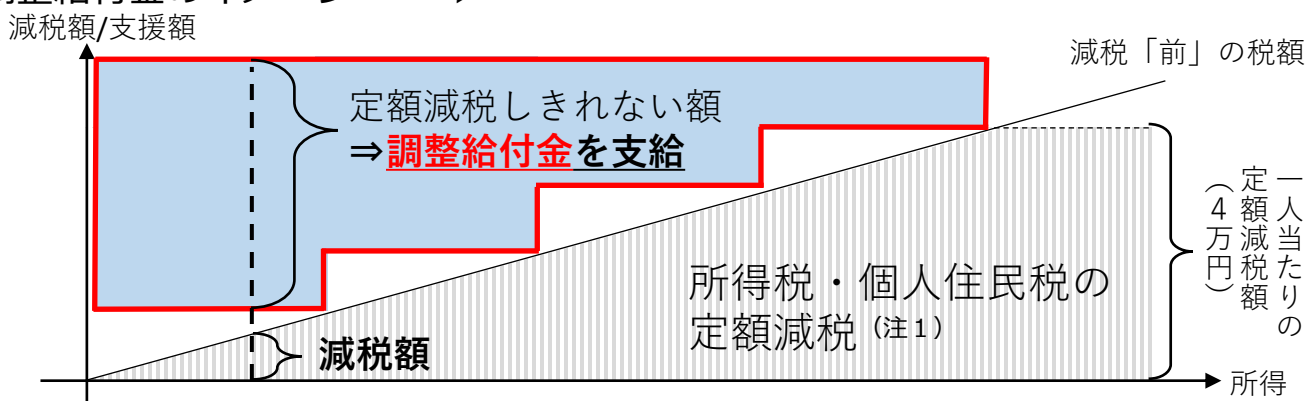 減税額/支援額
減税「前」の税額
定額減税しきれない額
⇒調整給付金を支給
一人当たりの
定額減税額
（４万円）
所得税・個人住民税の
定額減税（注１）
減税額
所得